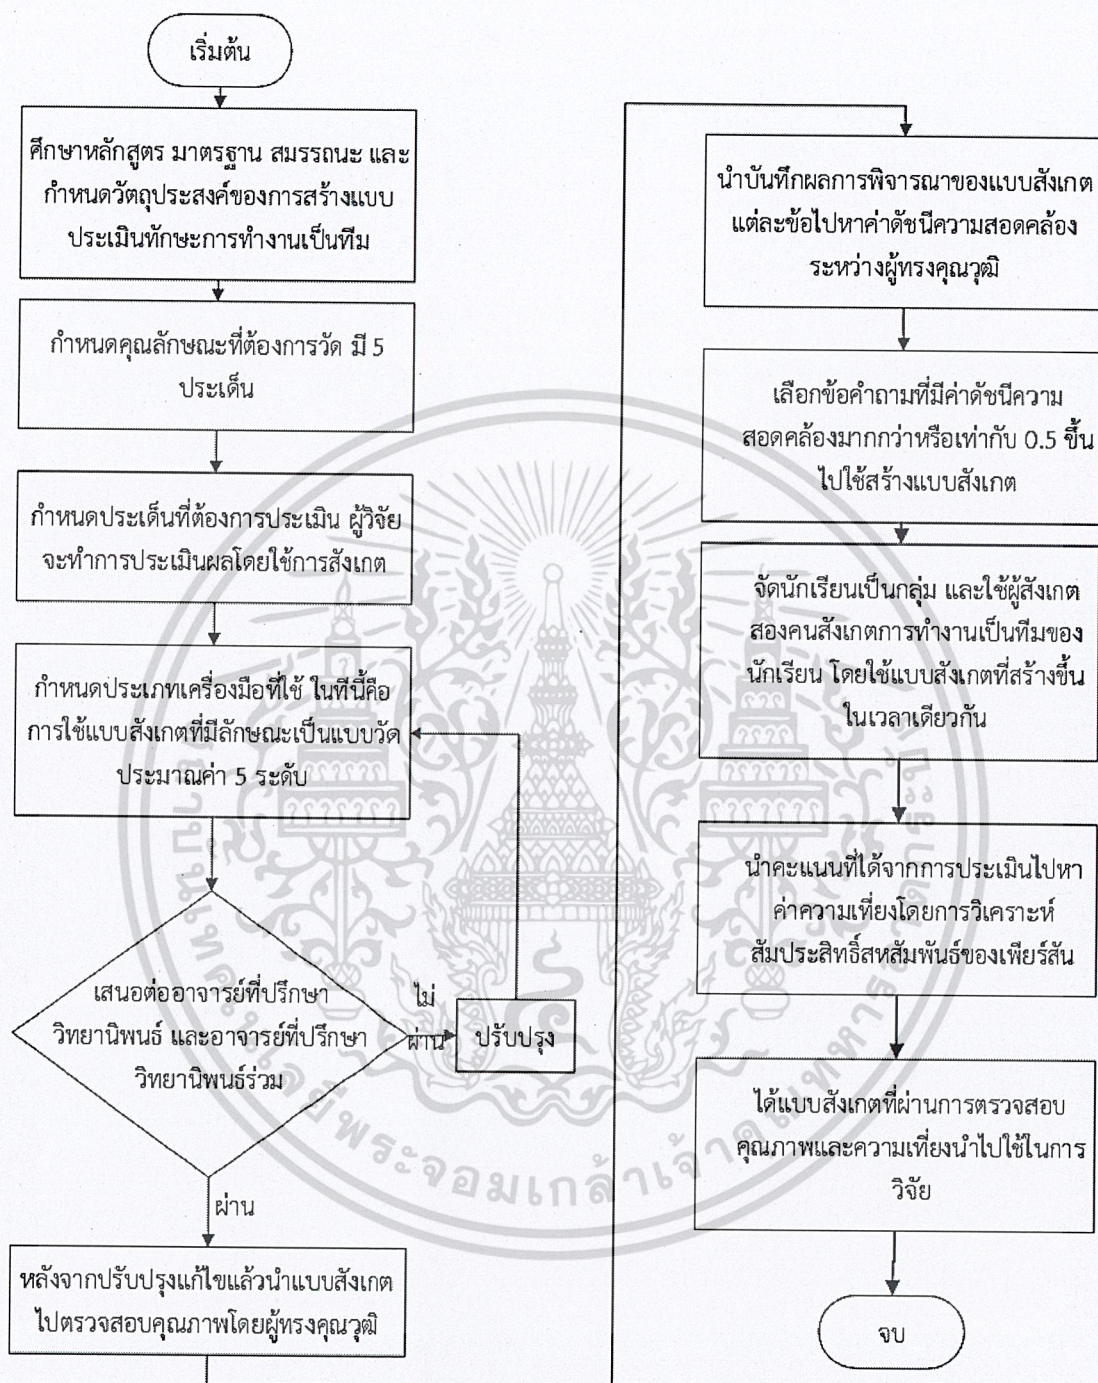 เริ่มต้น
ศึกษาหลักสูตร มาตรฐาน สมรรถนะ และ
กำหนดวัตถุประสงค์ของการสร้างแบบ
ประเมินทักษะการทำงานเป็นทีม
กำหนดคุณลักษณะที่ต้องการวัด มี 5
ประเด็น
กำหนดประเด็นที่ต้องการประเมิน ผู้วิจัย
จะทำการประเมินผลโดยใช้การสังเกต
กำหนดประเภทเครื่องมือที่ใช้ ในที่นี้คือ
การใช้แบบสังเกตที่มีลักษณะเป็นแบบวัด
ประมาณค่า 5 ระดับ
เสนอต่ออาจารย์ที่ปรึกษา
วิทยานิพนธ์ และอาจารย์ที่ปรึกษา
วิทยานิพนธ์ร่วม
ไม่
ผ่าน
ปรับปรุง
ผ่าน
หลังจากปรับปรุงแก้ไขแล้วนำแบบสังเกต
ไปตรวจสอบคุณภาพโดยผู้ทรงคุณวุฒิ
นำบันทึกผลการพิจารณาของแบบสังเกต
แต่ละข้อไปหาค่าดัชนีความสอดคล้อง
ระหว่างผู้ทรงคุณวุฒิ
เลือกข้อคำถามที่มีค่าดัชนีความ
สอดคล้องมากกว่าหรือเท่ากับ 0.5 ขึ้น
ไปใช้สร้างแบบสังเกต
จัดนักเรียนเป็นกลุ่ม และใช้ผู้สังเกต
สองคนสังเกตการทำงานเป็นทีมของ
นักเรียน โดยใช้แบบสังเกตที่สร้างขึ้น
ในเวลาเดียวกัน
นำคะแนนที่ได้จากการประเมินไปหา
ค่าความเที่ยงโดยการวิเคราะห์
สัมประสิทธิ์สหสัมพันธ์ของเพียร์สัน
ได้แบบสังเกตที่ผ่านการตรวจสอบ
คุณภาพและความเที่ยงนำไปใช้ในการ
วิจัย
จบ
พระจอมเกล้าเจ้าคุณทหารลาดกระบัง